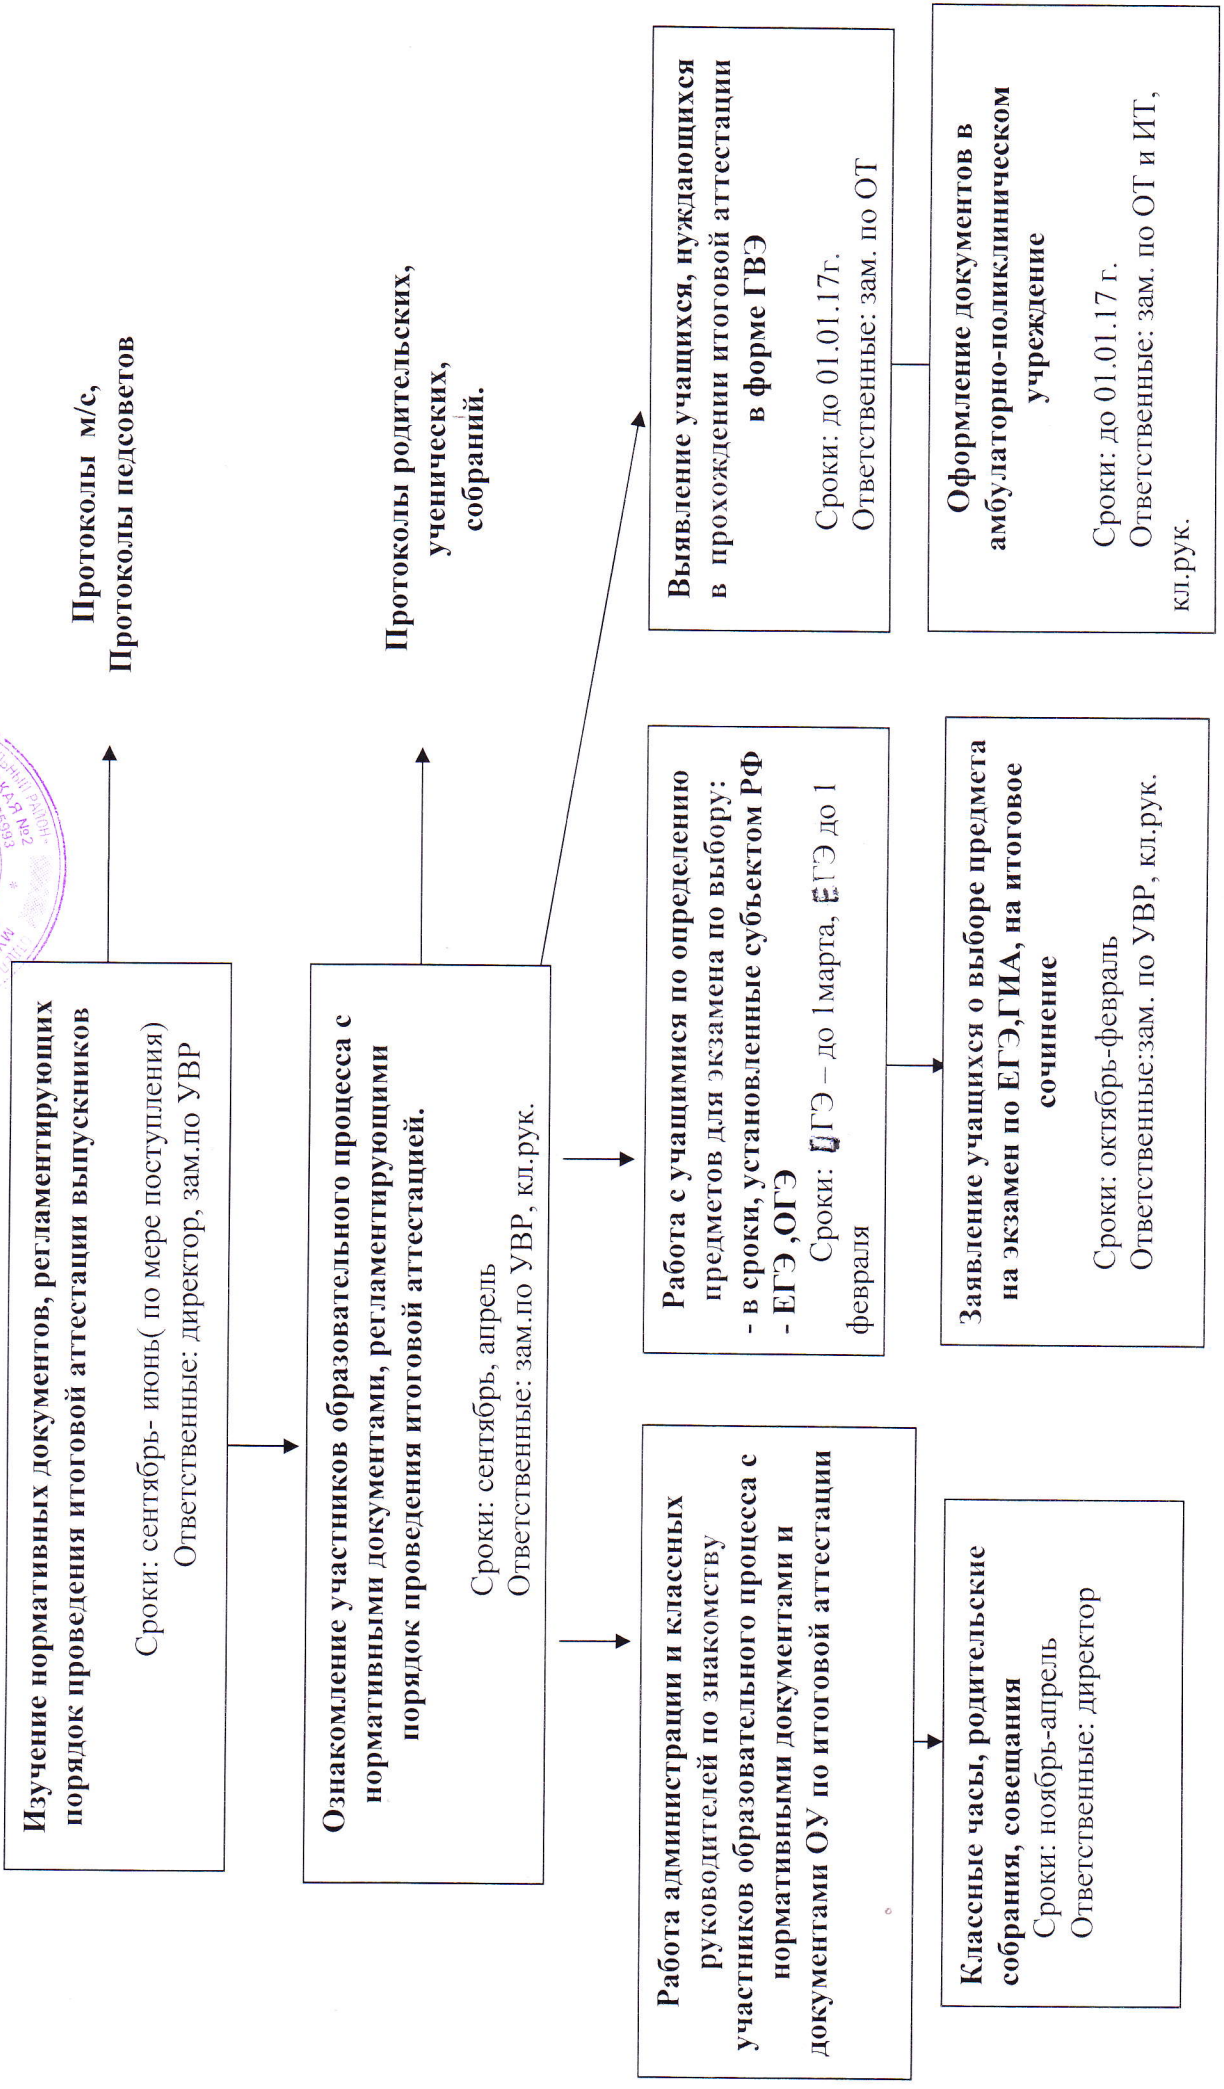 Изучение нормативных документов, регламентирующих
порядок проведения итоговой аттестации выпускников
Сроки: сентябрь- июнь( по мере поступления)
Ответственные: директор, зам.по УВР
Протоколы м/с,
Протоколы педсоветов
Ознакомление участников образовательного процесса с
нормативными документами, регламентирующими
порядок проведения итоговой аттестацией.
Сроки: сентябрь, апрель
Ответственные: зам.по УВР, кл.рук.
Протоколы родительских,
ученических,
собраний.
Работа администрации и классных
руководителей по знакомству
участников образовательного процесса с
нормативными документами и
документами ОУ по итоговой аттестации
Классные часы, родительские
собрания, совещания
Сроки: ноябрь-апрель
Ответственные: директор
Работа с учащимися по определению
предметов для экзамена по выбору:
- в сроки, установленные субъектом РФ
- ЕГЭ ,ОГЭ
Сроки: ОГЭ – до 1марта, ЕГЭ до 1
февраля
Заявление учащихся о выборе предмета
на экзамен по ЕГЭ,ГИА, на итоговое
сочинение
Сроки: октябрь-февраль
Ответственные:зам. по УВР, кл.рук.
Выявление учащихся, нуждающихся
в прохождении итоговой аттестации
в форме ГВЭ
Сроки: до 01.01.17г.
Ответственные: зам. по ОТ
Оформление документов в
амбулаторно-поликлиническом
учреждение
Сроки: до 01.01.17 г.
Ответственные: зам. по ОТ и ИТ,
кл.рук.
РАЙОН
КАЯ №2